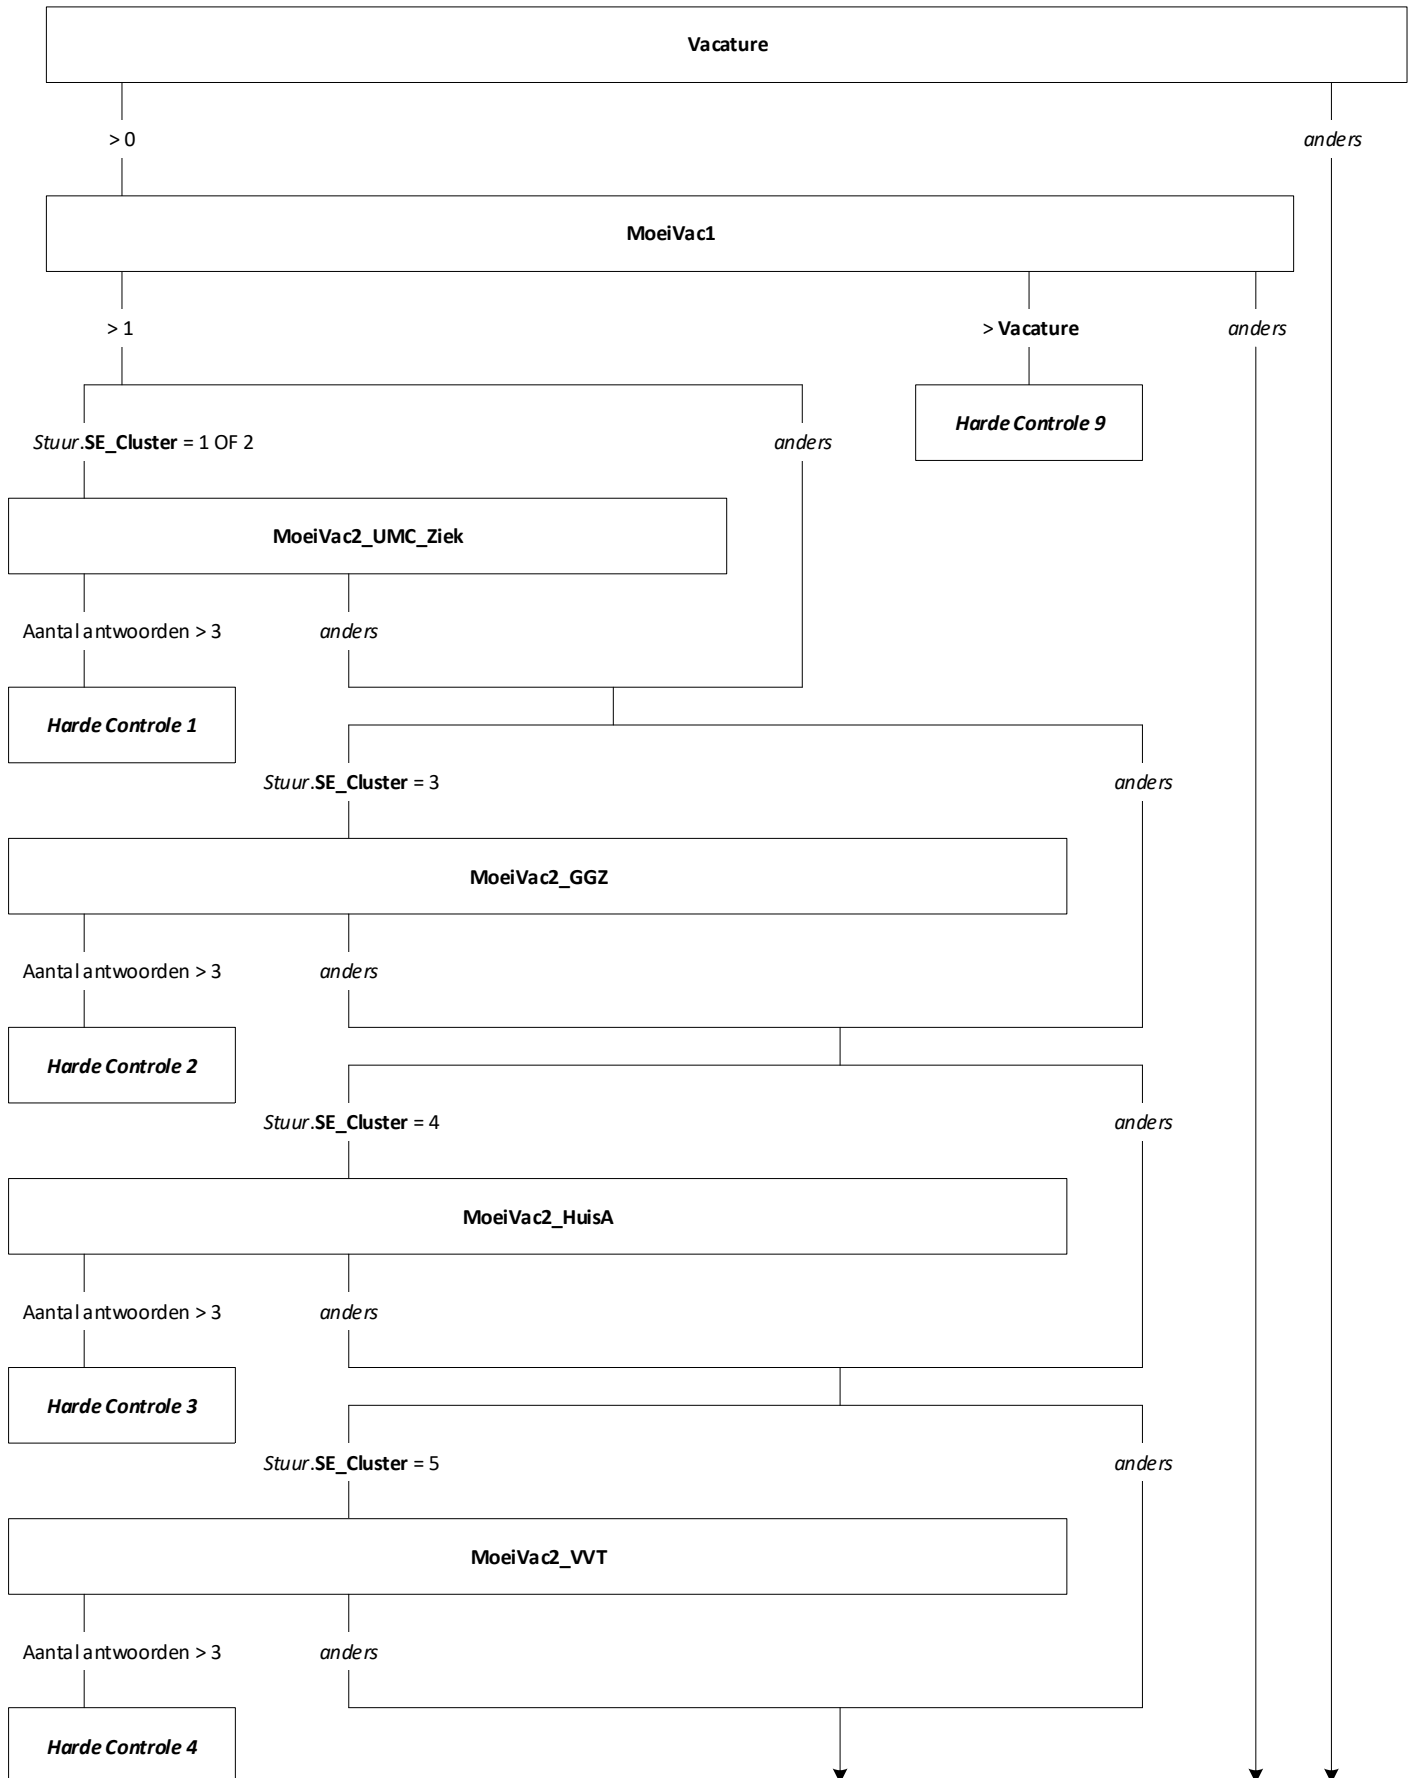 Vacature
> 0
anders
MoeiVac1
> 1
> Vacature
anders
Harde Controle 9
Stuur.SE_Cluster = 1 OF 2
anders
MoeiVac2_UMC_Ziek
Aantal antwoorden > 3
anders
Harde Controle 1
Stuur.SE_Cluster = 3
anders
MoeiVac2_GGZ
Aantal antwoorden > 3
anders
Harde Controle 2
Stuur.SE_Cluster = 4
anders
MoeiVac2_HuisA
Aantal antwoorden > 3
anders
Harde Controle 3
Stuur.SE_Cluster = 5
anders
MoeiVac2_VVT
Aantal antwoorden > 3
anders
Harde Controle 4